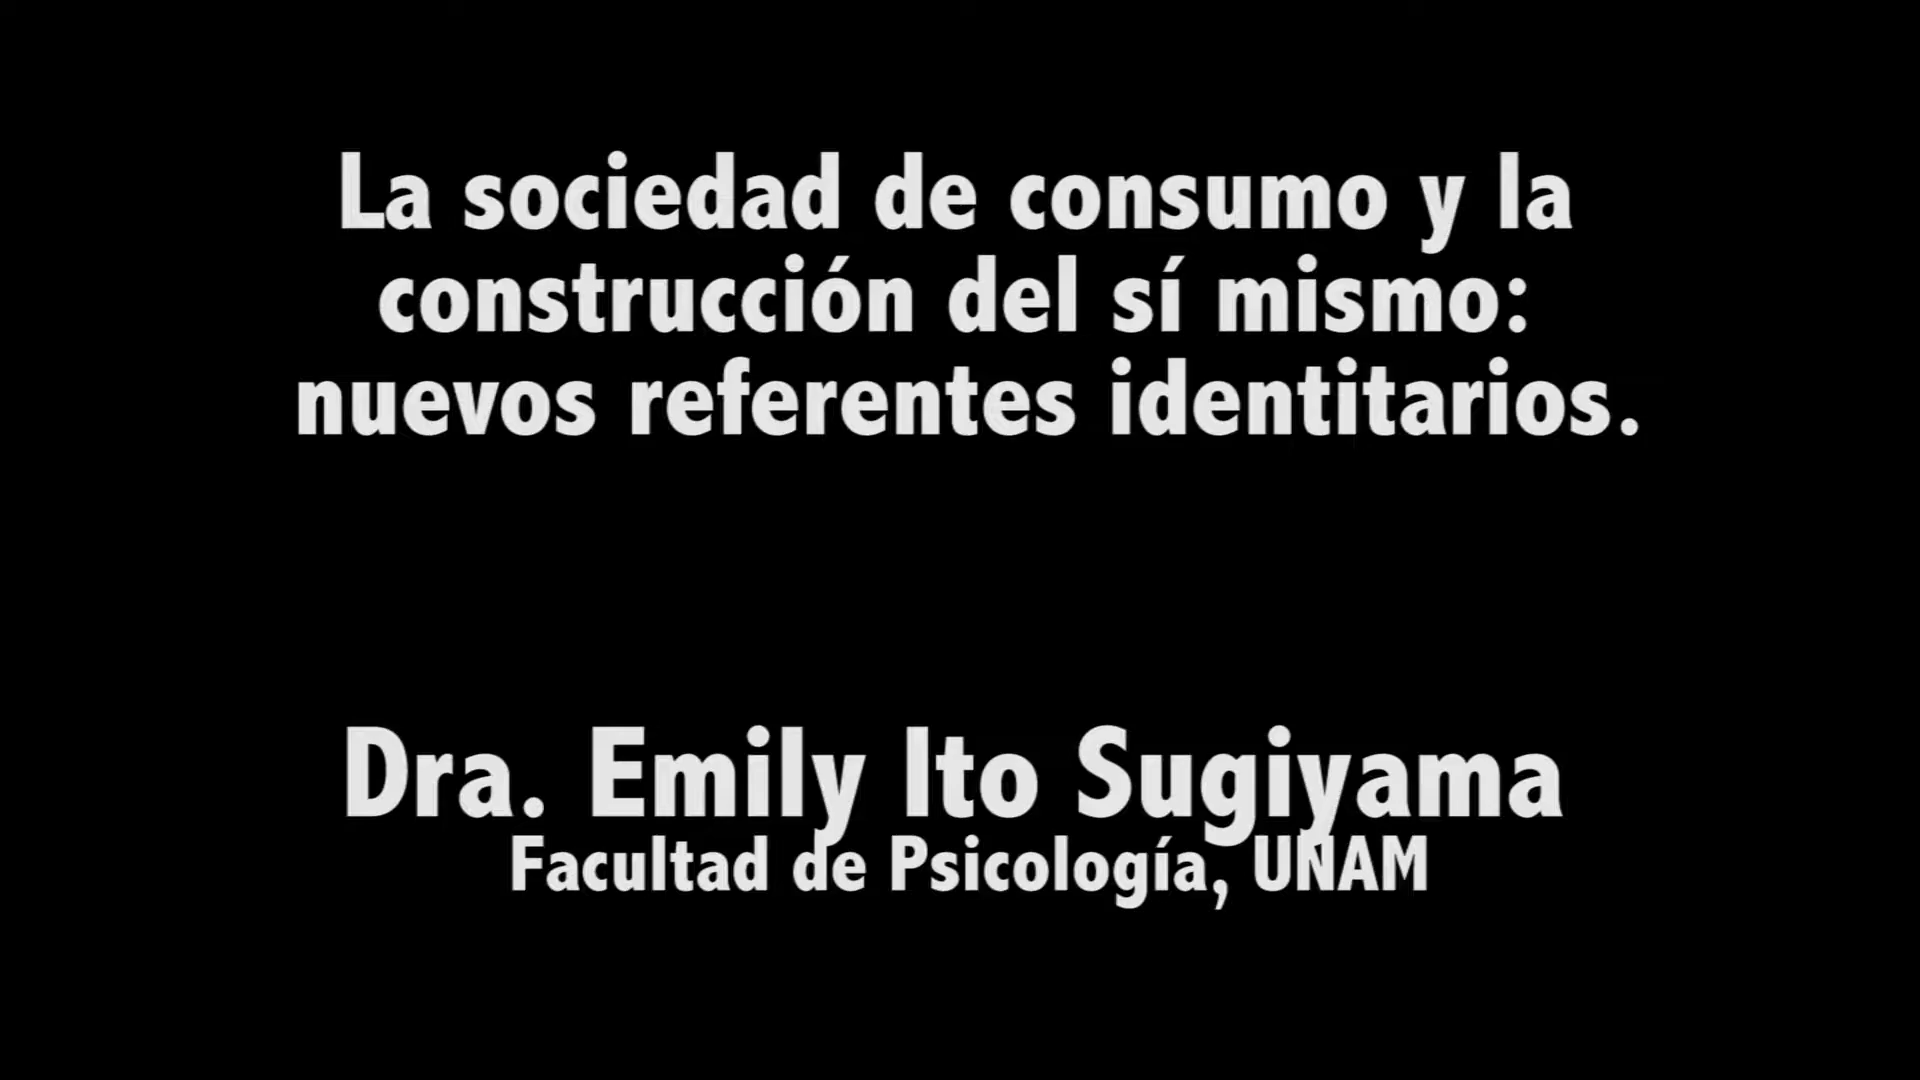 La sociedad de consumo y la
construcción del sí mismo:
nuevos referentes identitarios.
Dra. Emily Ito Sugiyama
Facultad de Psicología, UNAM